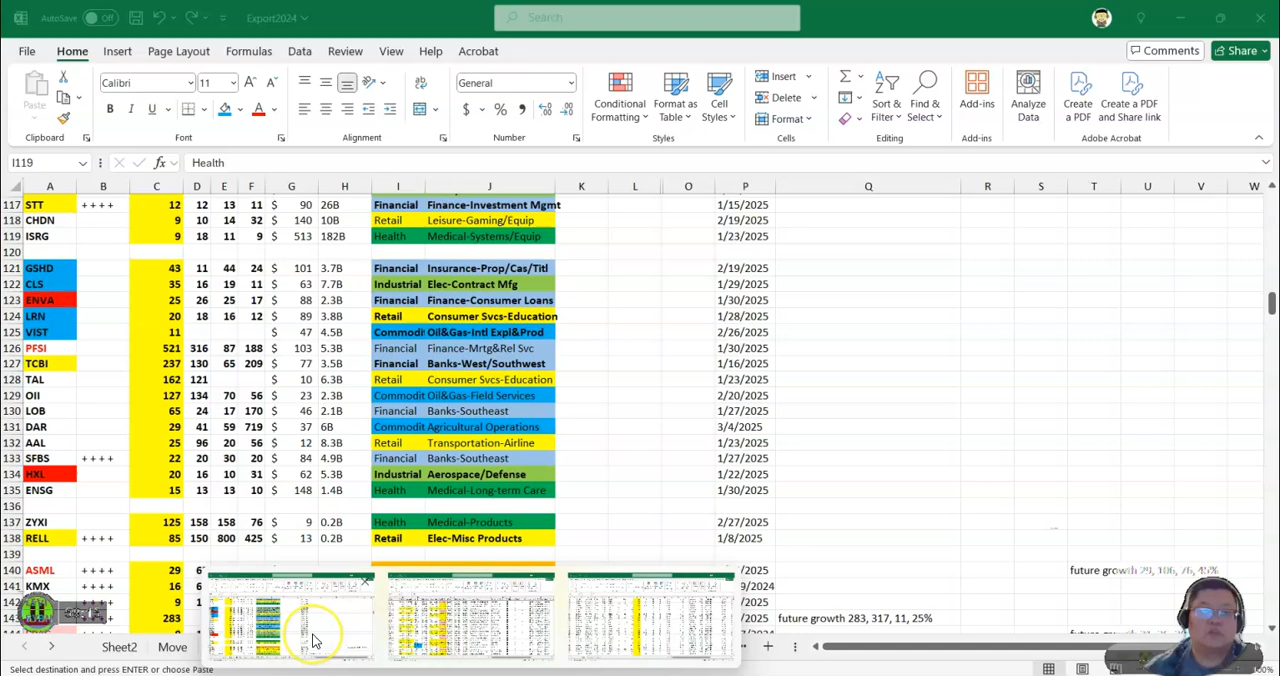 AutoSave Off Export2024 Search
File Home Insert Page Layout Formulas Data Review View Help Acrobat Comments Share
Paste Calibri 11 General $ % Conditional Formatting Format as Table Cell Styles Insert Delete Format Sort & Filter Find & Select Add-ins Analyze Data Create a PDF Create a PDF and Share link
Clipboard Font Alignment Number Styles Cells Editing Add-ins Adobe Acrobat
I119 fx Health
A B C D E F G H I J K L O P Q R S T U V W
117 STT + + + + 12 12 13 11 $ 90 26B Financial Finance-Investment Mgmt 1/15/2025
118 CHDN 9 10 14 32 $ 140 10B Retail Leisure-Gaming/Equip 2/19/2025
119 ISRG 9 18 11 9 $ 513 182B Health Medical-Systems/Equip 1/23/2025
120
121 GSHD 43 11 44 24 $ 101 3.7B Financial Insurance-Prop/Cas/Titl 2/19/2025
122 CLS 35 16 19 11 $ 63 7.7B Industrial Elec-Contract Mfg 1/29/2025
123 ENVA 25 26 25 17 $ 88 2.3B Financial Finance-Consumer Loans 1/30/2025
124 LRN 20 18 16 12 $ 89 3.8B Retail Consumer Svcs-Education 1/28/2025
125 VIST 11 $ 47 4.5B Commodit Oil&Gas-Intl Expl&Prod 2/26/2025
126 PFSI 521 316 87 188 $ 103 5.3B Financial Finance-Mrtg&Rel Svc 1/30/2025
127 TCBI 237 130 65 209 $ 77 3.5B Financial Banks-West/Southwest 1/16/2025
128 TAL 162 121 $ 10 6.3B Retail Consumer Svcs-Education 1/23/2025
129 OII 127 134 70 56 $ 23 2.3B Commodit Oil&Gas-Field Services 2/20/2025
130 LOB 65 24 17 170 $ 46 2.1B Financial Banks-Southeast 1/27/2025
131 DAR 29 41 59 719 $ 37 6B Commodit Agricultural Operations 3/4/2025
132 AAL 25 96 20 56 $ 12 8.3B Retail Transportation-Airline 1/23/2025
133 SFBS + + + + 22 20 30 20 $ 84 4.9B Financial Banks-Southeast 1/27/2025
134 HXL 20 16 10 31 $ 62 5.3B Industrial Aerospace/Defense 1/22/2025
135 ENSG 15 13 13 10 $ 148 1.4B Health Medical-Long-term Care 1/30/2025
136
137 ZYXI 125 158 158 76 $ 9 0.2B Health Medical-Products 2/27/2025
138 RELL + + + + 85 150 800 425 $ 13 0.2B Retail Elec-Misc Products 1/8/2025
139
140 ASML + + + + 29 /2025 future growth 29, 106, 76, 45%
141 KMX + + + + 16 /2024
142 + + + + 9 /2025
143 + + + + 283 future growth 283, 317, 11, 25%
Sheet2 Move
Select destination and press ENTER or choose Paste